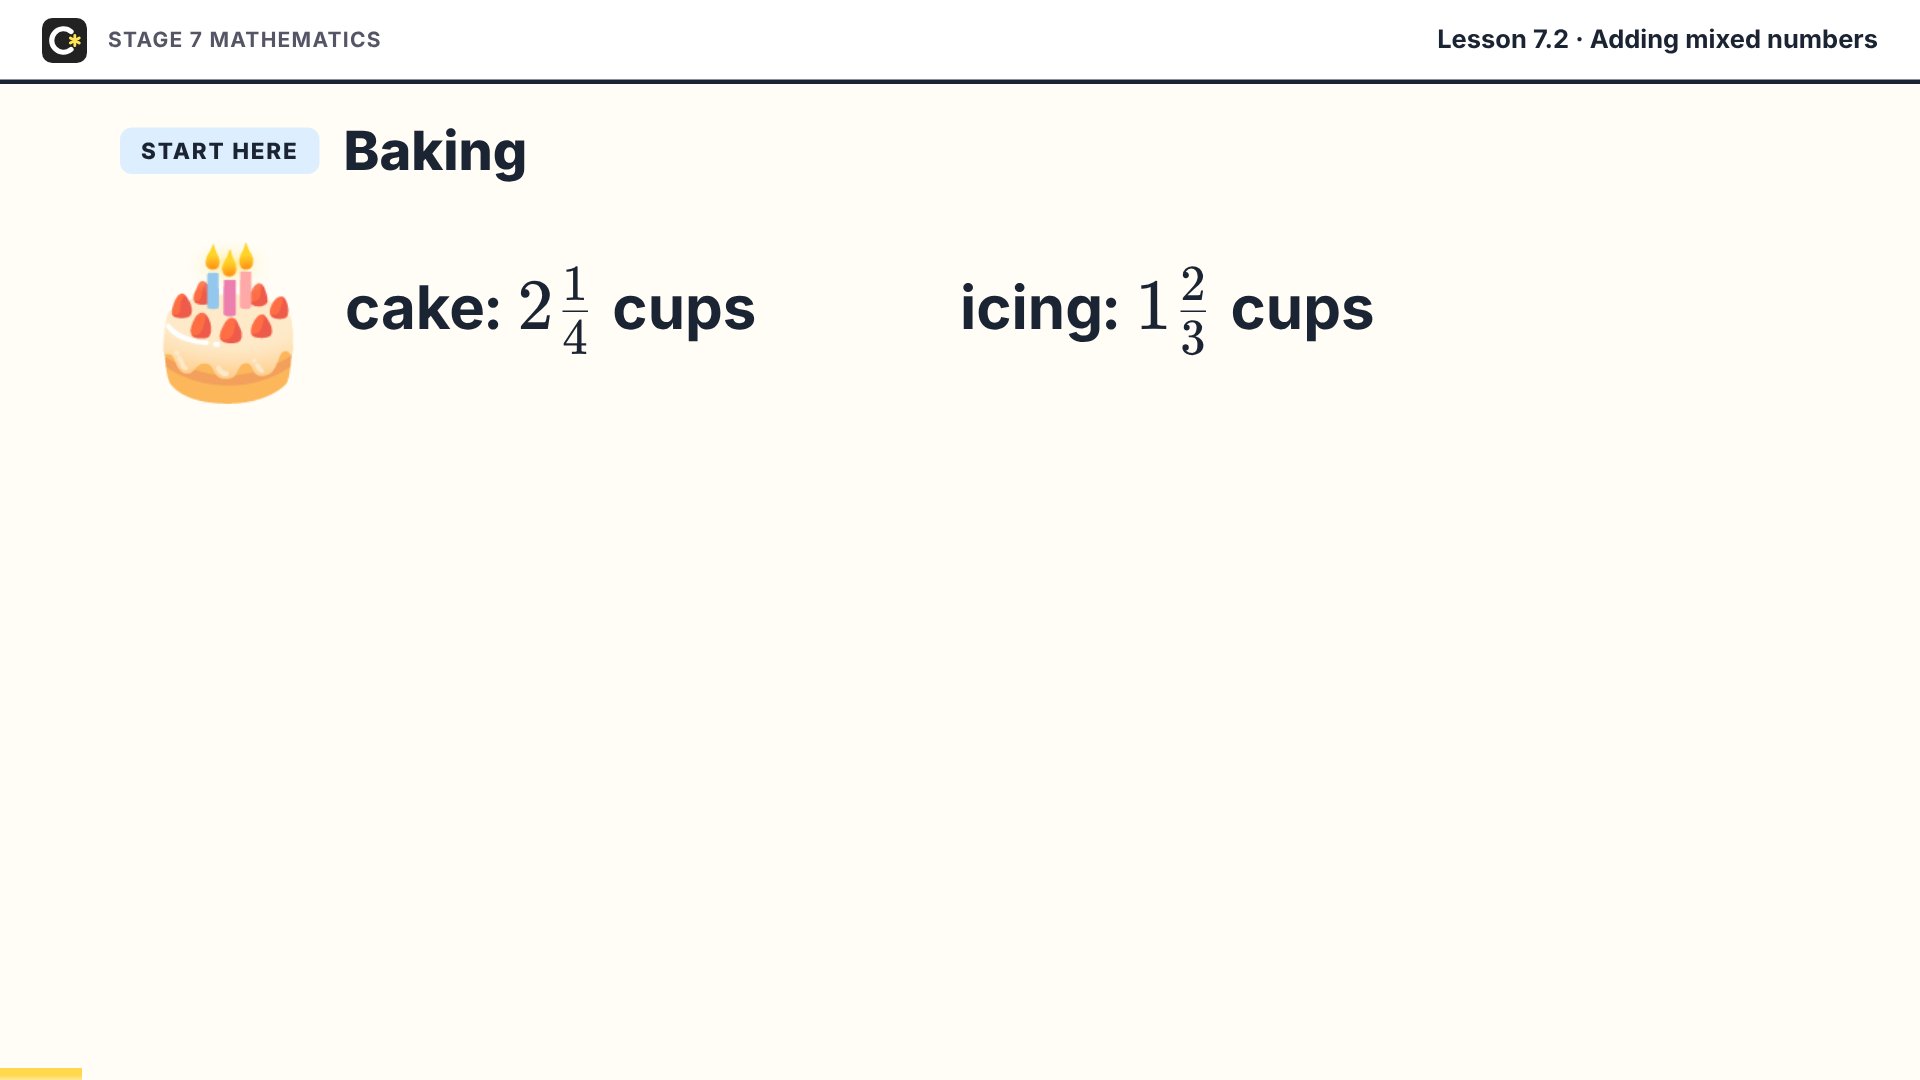 STAGE 7 MATHEMATICS
Lesson 7.2 · Adding mixed numbers
START HERE
Baking
cake: 2 1/4 cups
icing: 1 2/3 cups